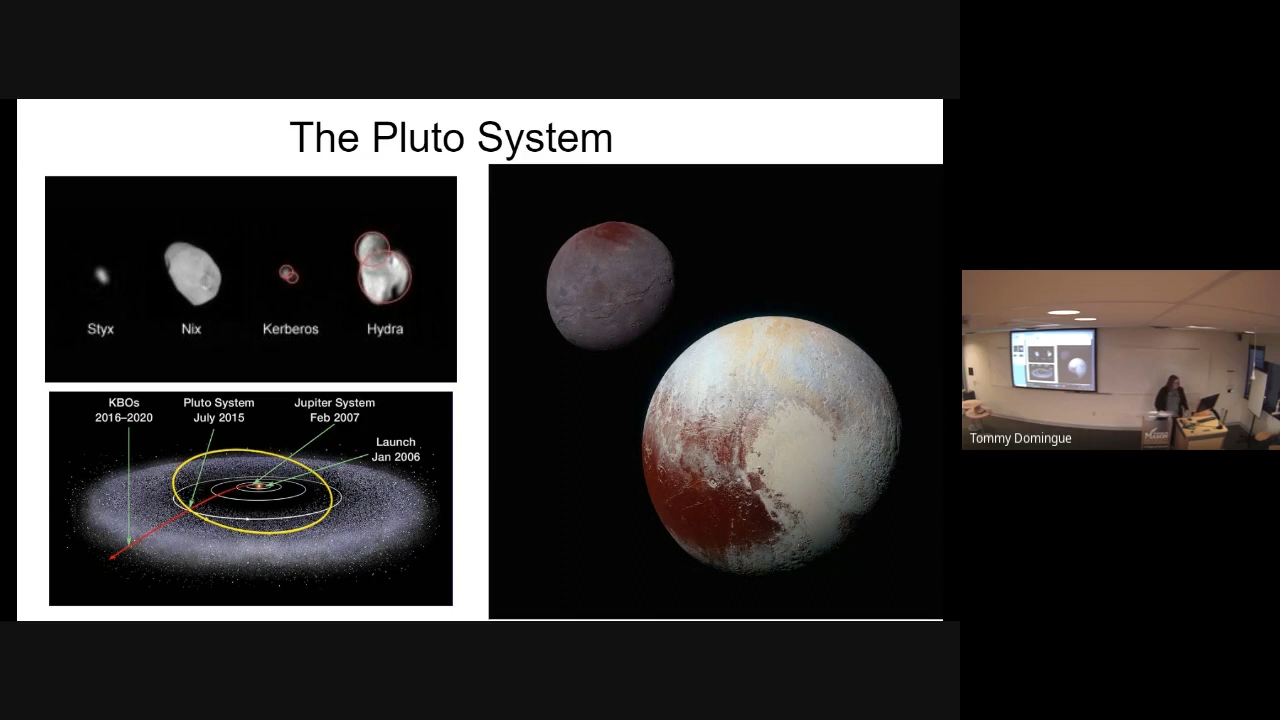 The Pluto System
Styx
Nix
Kerberos
Hydra
KBOs
2016–2020
Pluto System
July 2015
Jupiter System
Feb 2007
Launch
Jan 2006
Tommy Domingue